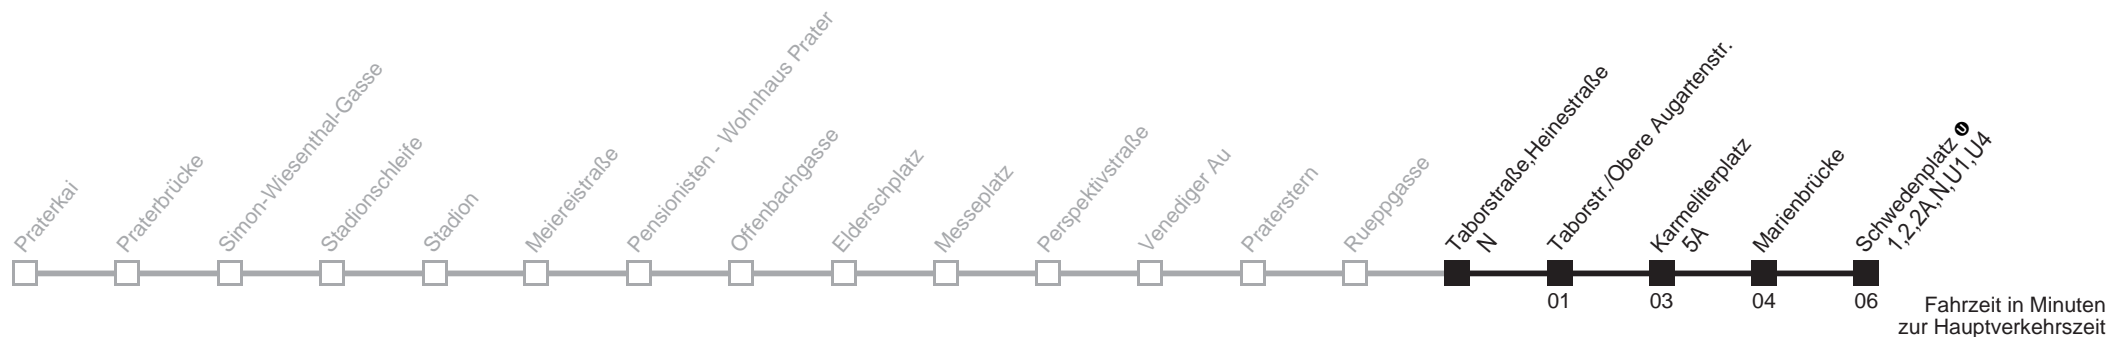 Praterkai
Praterbrücke
Simon-Wiesenthal-Gasse
Stadionschleife
Stadion
Meiereistraße
Pensionisten - Wohnhaus Prater
Offenbachgasse
Elderschplatz
Messeplatz
Perspektivstraße
Venediger Au
Praterstern
Rueppgasse
Taborstraße,Heinestraße
N
Taborstr./Obere Augartenstr.
Karmeliterplatz
5A
Marienbrücke
Schwedenplatz U
1,2,2A,N,U1,U4
01
03
04
06
Fahrzeit in Minuten
zur Hauptverkehrszeit